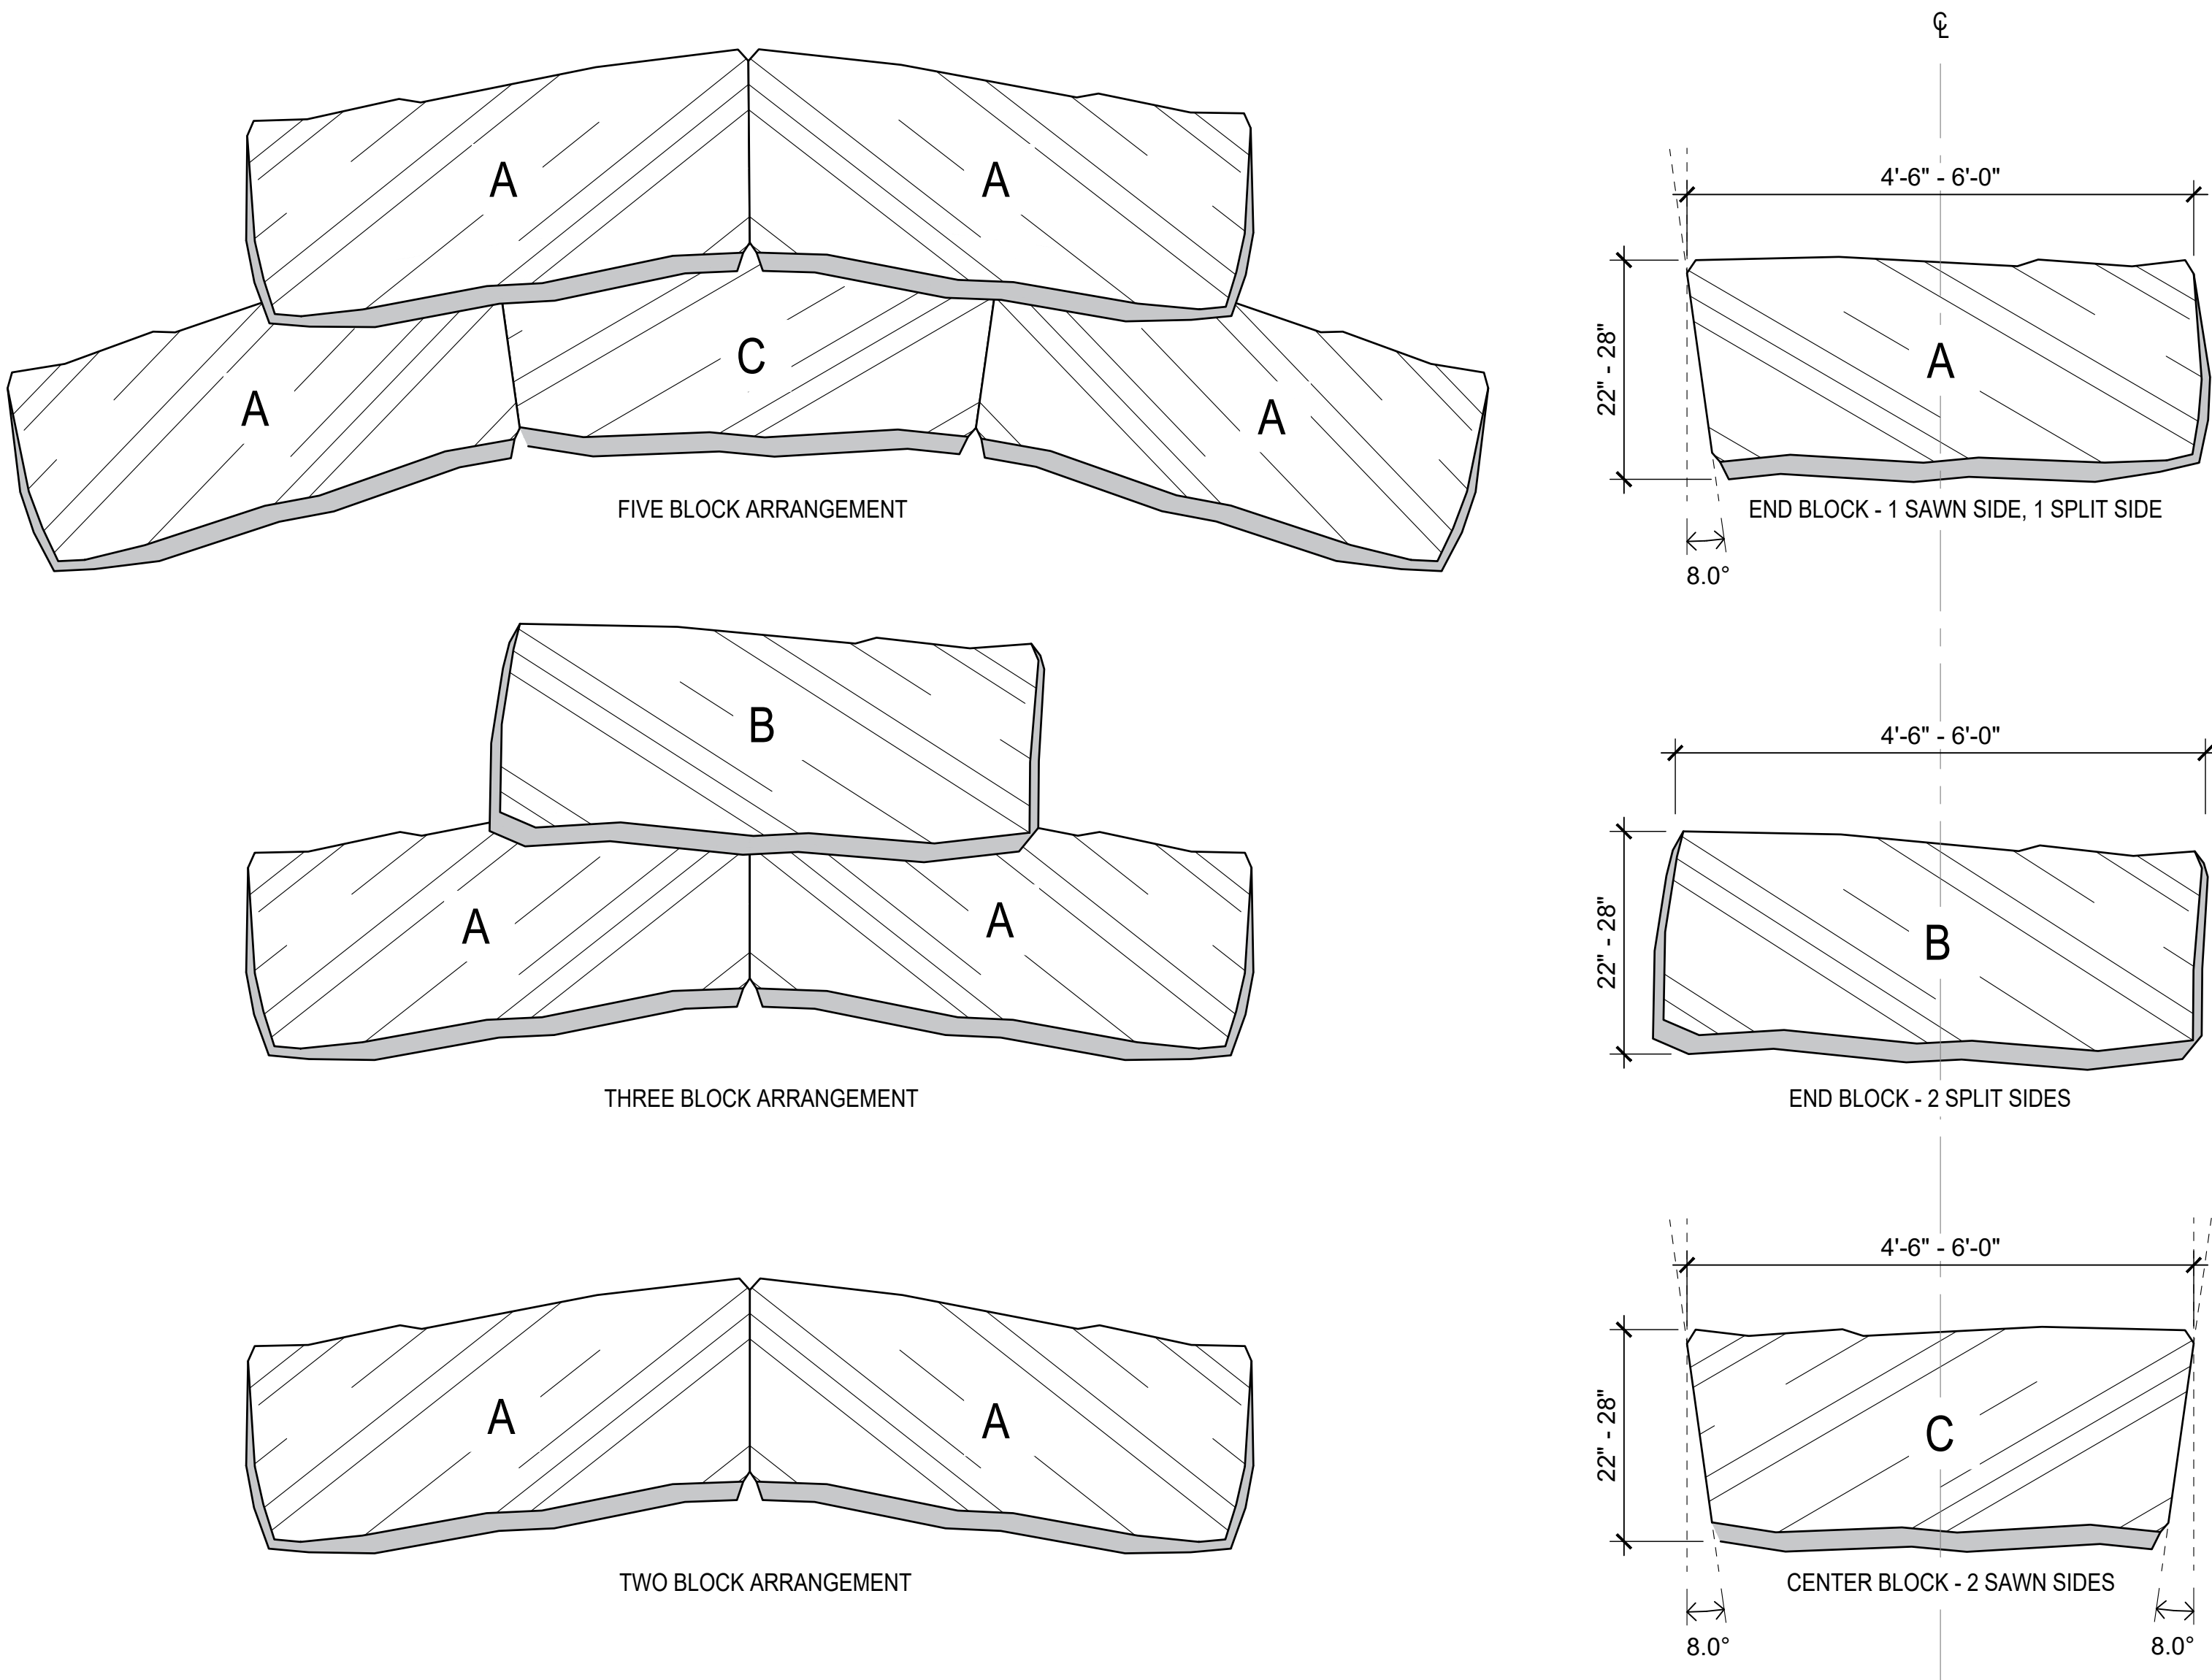 ℄
A
A
A
C
A
FIVE BLOCK ARRANGEMENT
4'-6" - 6'-0"
22" - 28"
A
END BLOCK - 1 SAWN SIDE, 1 SPLIT SIDE
8.0°
B
A
A
THREE BLOCK ARRANGEMENT
4'-6" - 6'-0"
22" - 28"
B
END BLOCK - 2 SPLIT SIDES
A
A
TWO BLOCK ARRANGEMENT
4'-6" - 6'-0"
22" - 28"
C
CENTER BLOCK - 2 SAWN SIDES
8.0°
8.0°